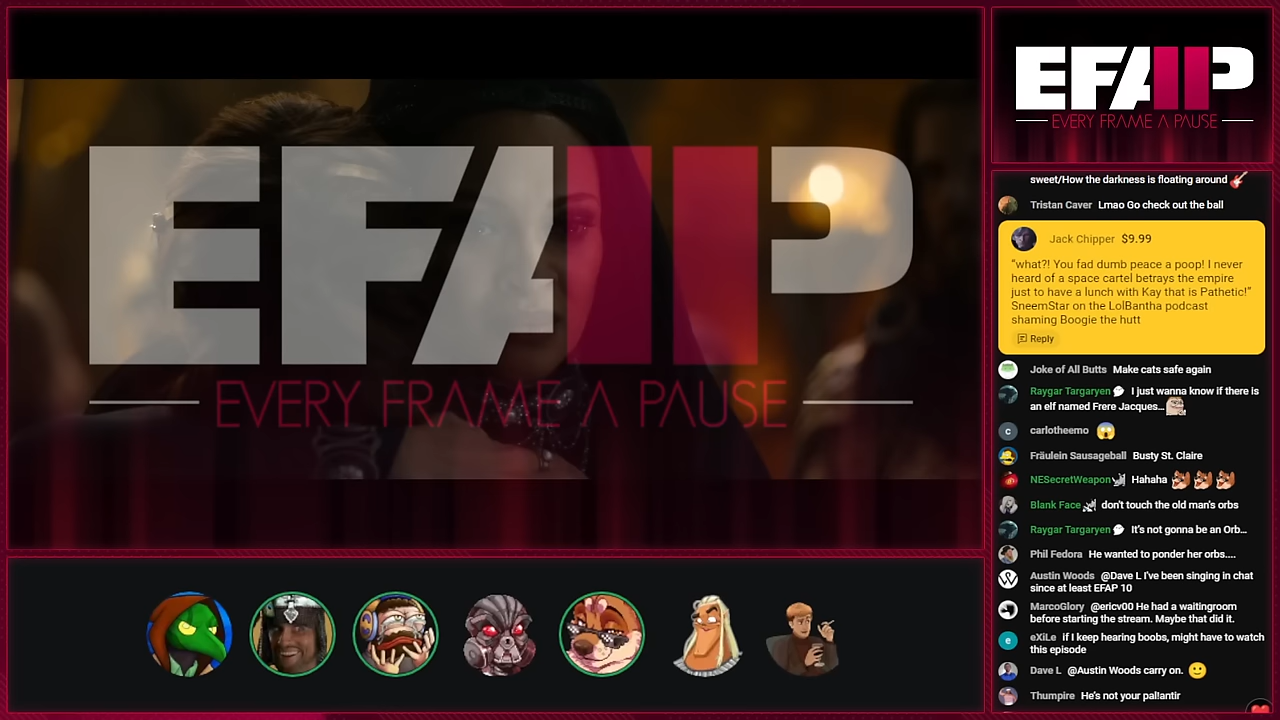 EFAP
EVERY FRAME A PAUSE
EFAP
EVERY FRAME A PAUSE
sweet/How the darkness is floating around
Tristan Caver Lmao Go check out the ball
Jack Chipper $9.99
"what?! You fad dumb peace a poop! I never
heard of a space cartel betrays the empire
just to have a lunch with Kay that is Pathetic!"
SneemStar on the LolBantha podcast
shaming Boogie the hutt
Reply
Joke of All Butts Make cats safe again
Raygar Targaryen I just wanna know if there is
an elf named Frere Jacques...
c carlotheemo
Fräulein Sausageball Busty St. Claire
NESecretWeapon Hahaha
Blank Face don't touch the old man's orbs
Raygar Targaryen It's not gonna be an Orb...
Phil Fedora He wanted to ponder her orbs....
Austin Woods @Dave L I've been singing in chat
since at least EFAP 10
MarcoGlory @ericv00 He had a waitingroom
before starting the stream. Maybe that did it.
e eXiLe if I keep hearing boobs, might have to watch
this episode
Dave L @Austin Woods carry on.
Thumpire He's not your pal!antir